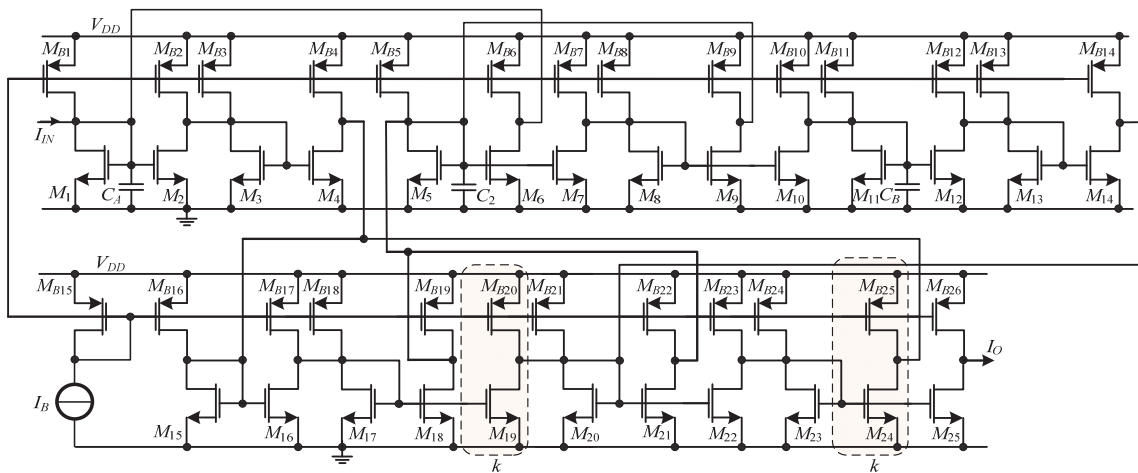 V_DD
M_B1 M_B2 M_B3 M_B4 M_B5 M_B6 M_B7 M_B8 M_B9 M_B10 M_B11 M_B12 M_B13 M_B14
I_IN
M_1 C_A M_2 M_3 M_4 M_5 C_2 M_6 M_7 M_8 M_9 M_10 M_11 C_B M_12 M_13 M_14
V_DD
M_B15 M_B16 M_B17 M_B18 M_B19 M_B20 M_B21 M_B22 M_B23 M_B24 M_B25 M_B26
I_O
I_B
M_15 M_16 M_17 M_18 M_19 M_20 M_21 M_22 M_23 M_24 M_25
k k